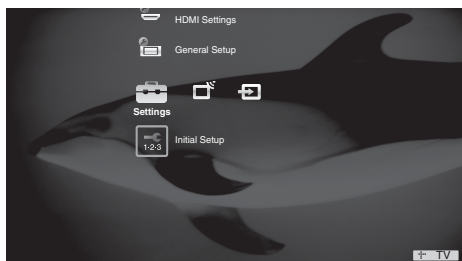 HDMI Settings
General Setup
Settings
1·2·3
Initial Setup
TV